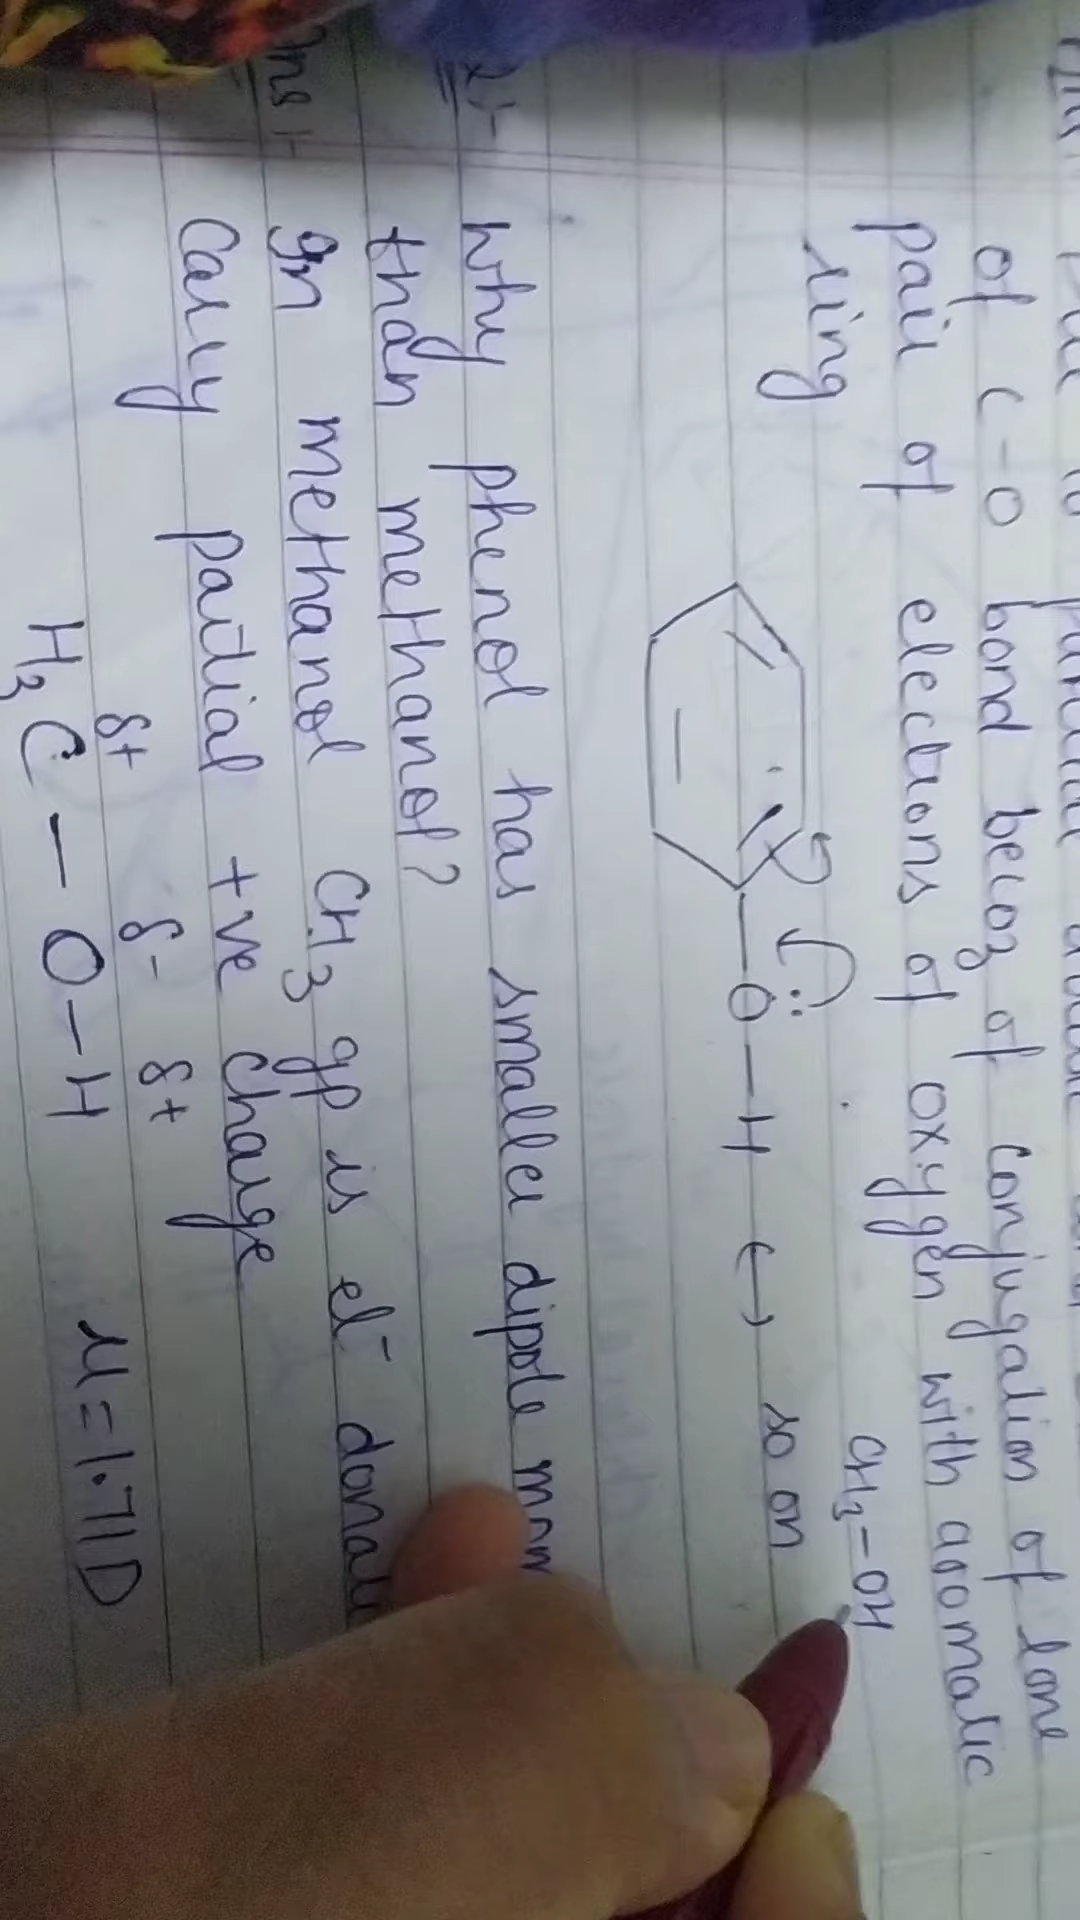 of C-O bond becoz of conjugation of lone
pair of electrons of oxygen with aromatic
ring
CH3-OH
Ö-H ↔ so on
Why phenol has smaller dipole mom
than methanol?
Ans:-
In methanol CH3 gp is el⁻ donat
Carry partial +ve charge
δ+ δ- δ+
H3C-O-H μ=1.71D